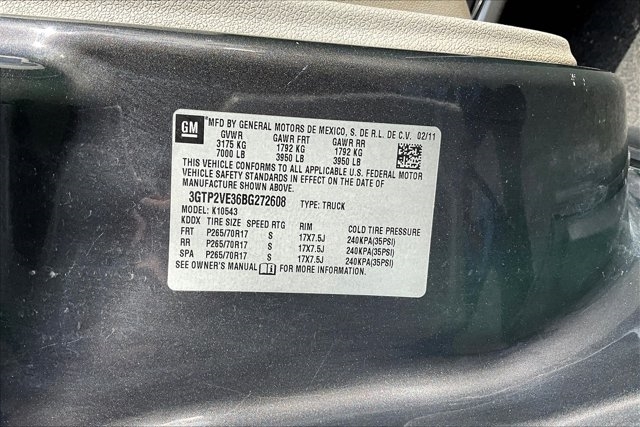 GM
®MFD BY GENERAL MOTORS DE MEXICO, S. DE R.L. DE C.V. 02/11
GVWR GAWR FRT GAWR RR
3175 KG 1792 KG 1792 KG
7000 LB 3950 LB 3950 LB
THIS VEHICLE CONFORMS TO ALL APPLICABLE U.S. FEDERAL MOTOR
VEHICLE SAFETY STANDARDS IN EFFECT ON THE DATE OF
MANUFACTURE SHOWN ABOVE.
3GTP2VE36BG272608 TYPE: TRUCK
MODEL: K10543
KDDX TIRE SIZE SPEED RTG RIM COLD TIRE PRESSURE
FRT P265/70R17 S 17X7.5J 240KPA(35PSI)
RR P265/70R17 S 17X7.5J 240KPA(35PSI)
SPA P265/70R17 S 17X7.5J 240KPA(35PSI)
SEE OWNER'S MANUAL FOR MORE INFORMATION.